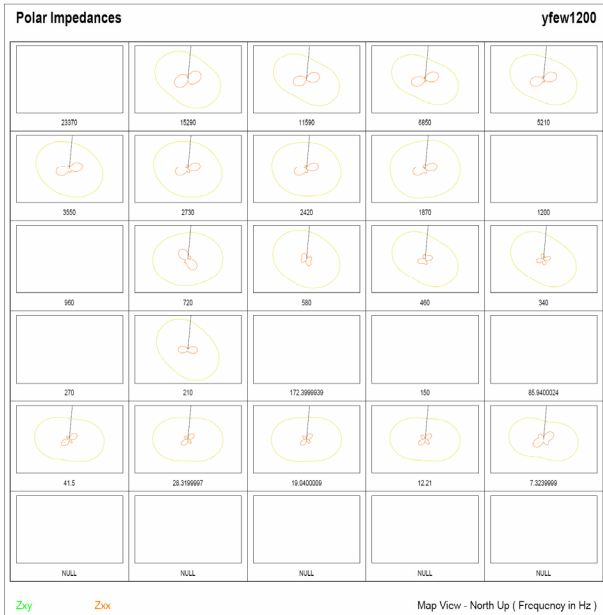 Polar Impedances yfew1200
23370 15290 11590 6850 5210
3550 2730 2420 1870 1200
960 720 580 460 340
270 210 172.3999939 150 85.9400024
41.5 28.3199997 19.0400009 12.21 7.3239999
NULL NULL NULL NULL NULL
Zxy Zxx Map View - North Up ( Frequency in Hz )